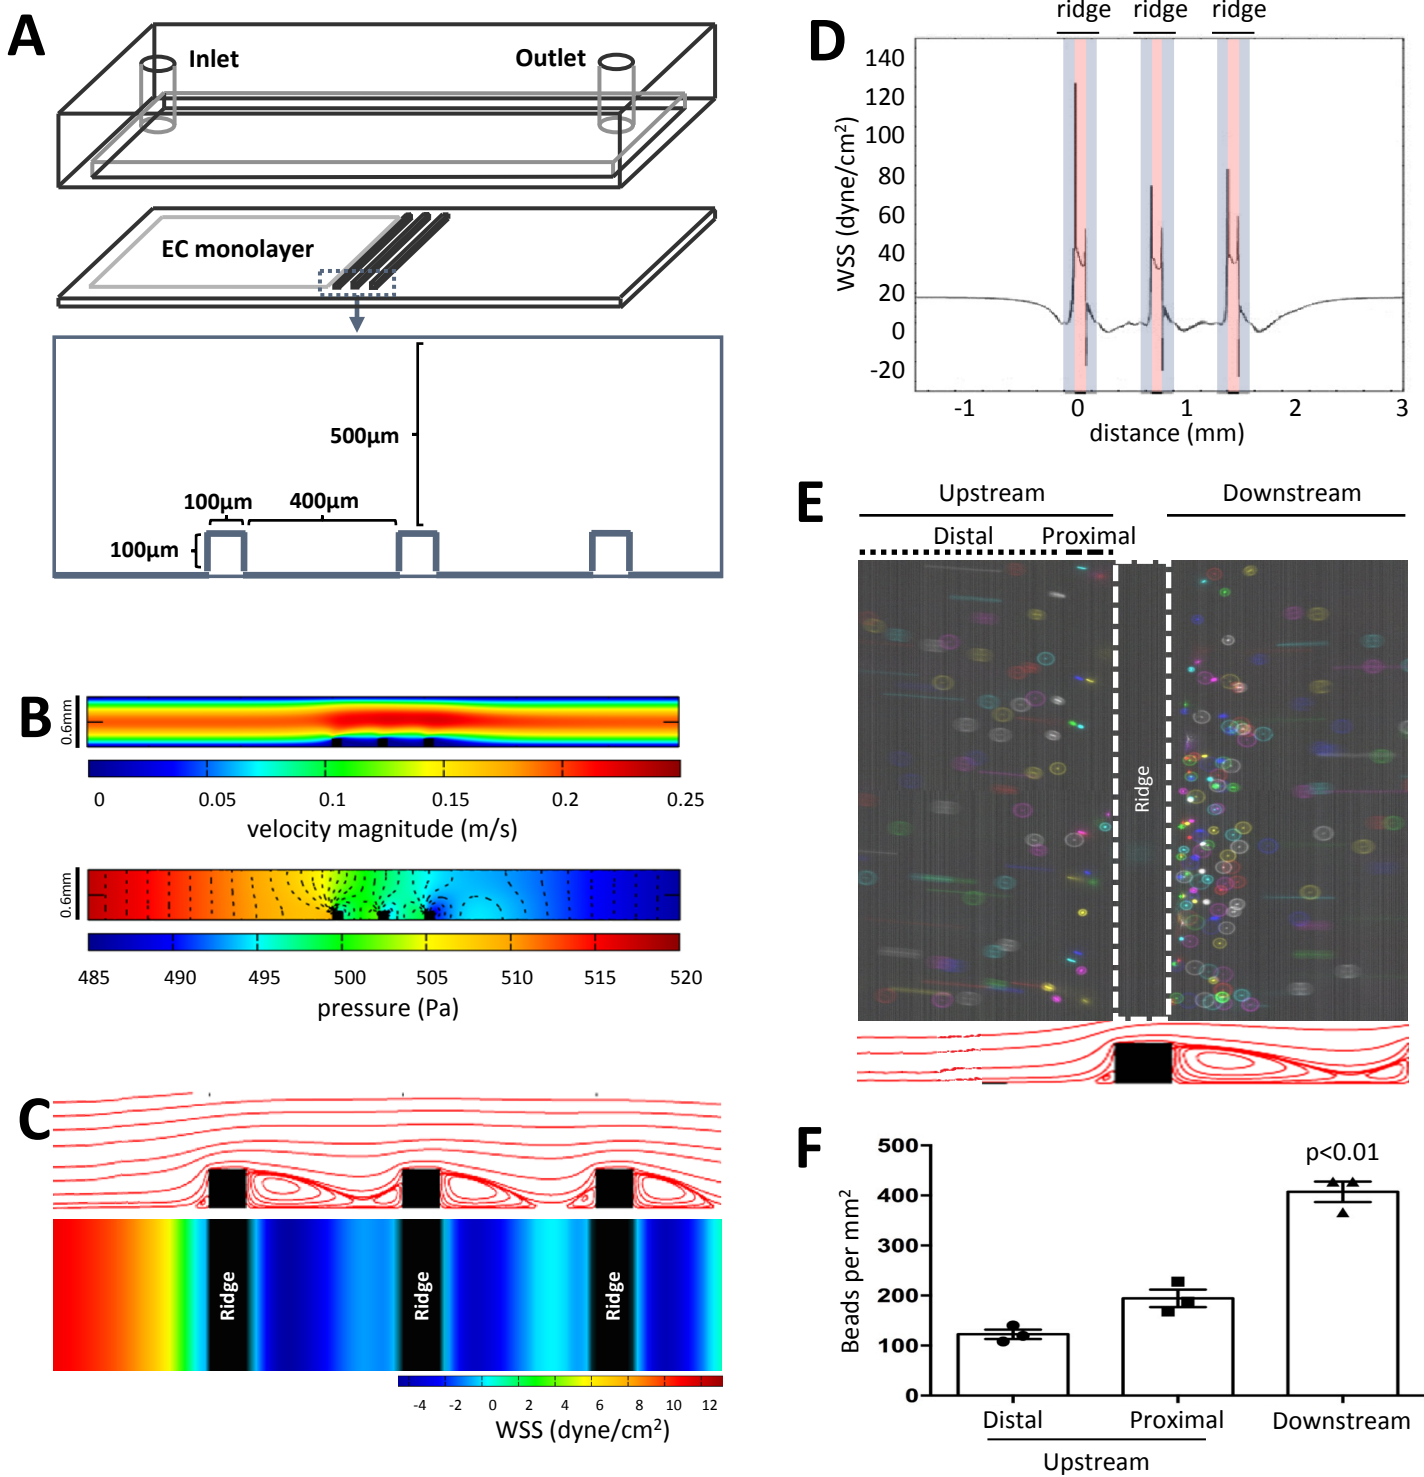 A
Inlet
Outlet
EC monolayer
500µm
100µm
400µm
100µm
B
0.6mm
0 0.05 0.1 0.15 0.2 0.25
velocity magnitude (m/s)
0.6mm
485 490 495 500 505 510 515 520
pressure (Pa)
C
Ridge
Ridge
Ridge
-4 -2 0 2 4 6 8 10 12
WSS (dyne/cm²)
D
ridge ridge ridge
140
120
100
80
60
40
20
0
-20
WSS (dyne/cm²)
-1 0 1 2 3
distance (mm)
E
Upstream
Downstream
Distal
Proximal
Ridge
F
p<0.01
500
400
300
200
100
0
Beads per mm²
Distal
Proximal
Downstream
Upstream